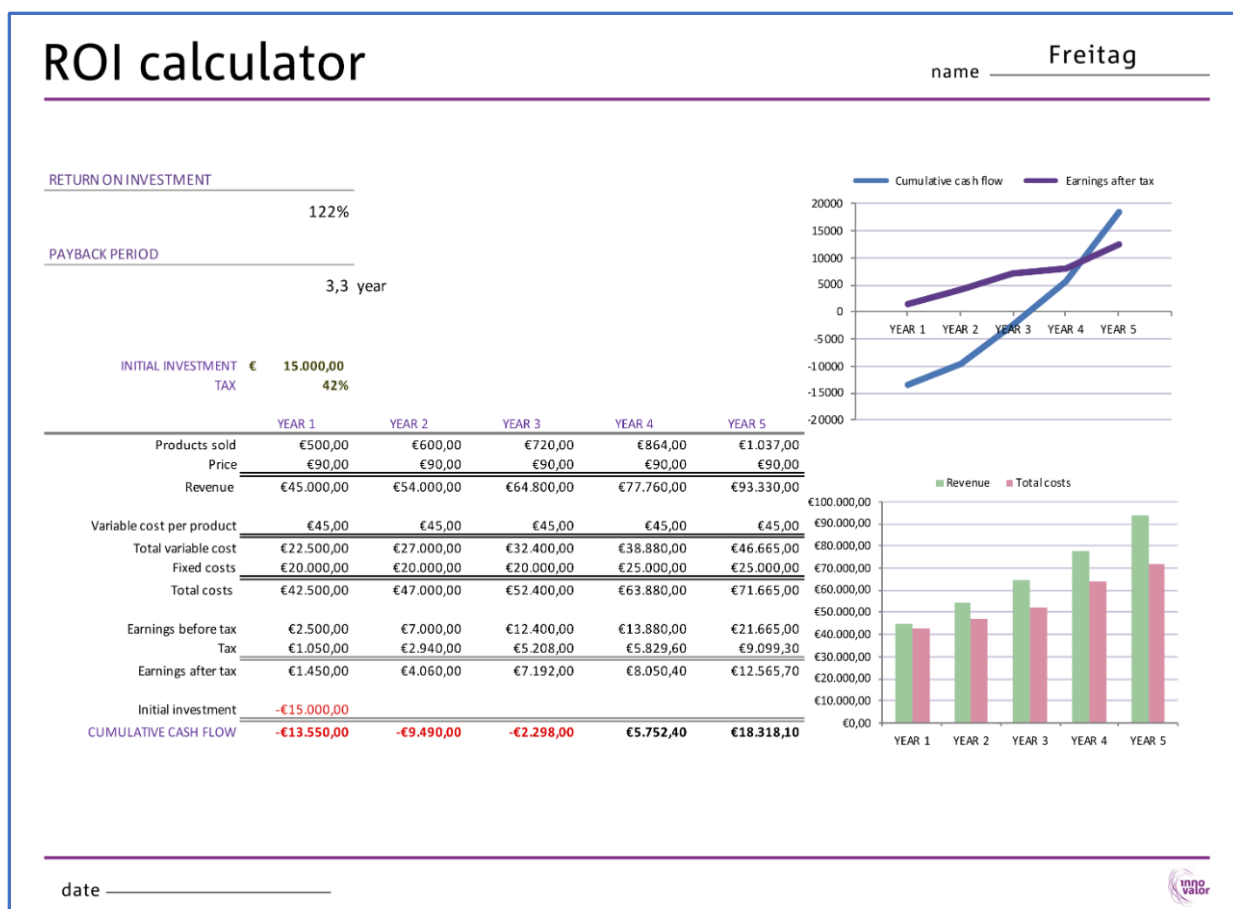 ROI calculator
name Freitag
RETURN ON INVESTMENT
122%
PAYBACK PERIOD
3,3 year
INITIAL INVESTMENT € 15.000,00
TAX 42%
YEAR 1 YEAR 2 YEAR 3 YEAR 4 YEAR 5
Products sold €500,00 €600,00 €720,00 €864,00 €1.037,00
Price €90,00 €90,00 €90,00 €90,00 €90,00
Revenue €45.000,00 €54.000,00 €64.800,00 €77.760,00 €93.330,00
Variable cost per product €45,00 €45,00 €45,00 €45,00 €45,00
Total variable cost €22.500,00 €27.000,00 €32.400,00 €38.880,00 €46.665,00
Fixed costs €20.000,00 €20.000,00 €20.000,00 €25.000,00 €25.000,00
Total costs €42.500,00 €47.000,00 €52.400,00 €63.880,00 €71.665,00
Earnings before tax €2.500,00 €7.000,00 €12.400,00 €13.880,00 €21.665,00
Tax €1.050,00 €2.940,00 €5.208,00 €5.829,60 €9.099,30
Earnings after tax €1.450,00 €4.060,00 €7.192,00 €8.050,40 €12.565,70
Initial investment -€15.000,00
CUMULATIVE CASH FLOW -€13.550,00 -€9.490,00 -€2.298,00 €5.752,40 €18.318,10
Cumulative cash flow Earnings after tax
20000
15000
10000
5000
0
YEAR 1 YEAR 2 YEAR 3 YEAR 4 YEAR 5
-5000
-10000
-15000
-20000
Revenue Total costs
€100.000,00
€90.000,00
€80.000,00
€70.000,00
€60.000,00
€50.000,00
€40.000,00
€30.000,00
€20.000,00
€10.000,00
€0,00
YEAR 1 YEAR 2 YEAR 3 YEAR 4 YEAR 5
date
inno
valor